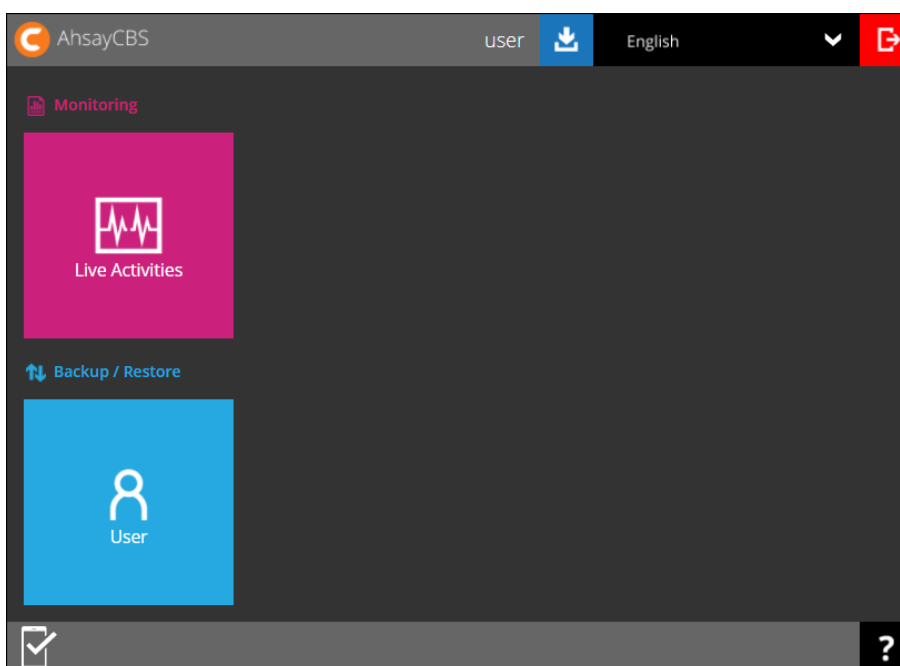 AhsayCBS user English
Monitoring
Live Activities
Backup / Restore
User
?